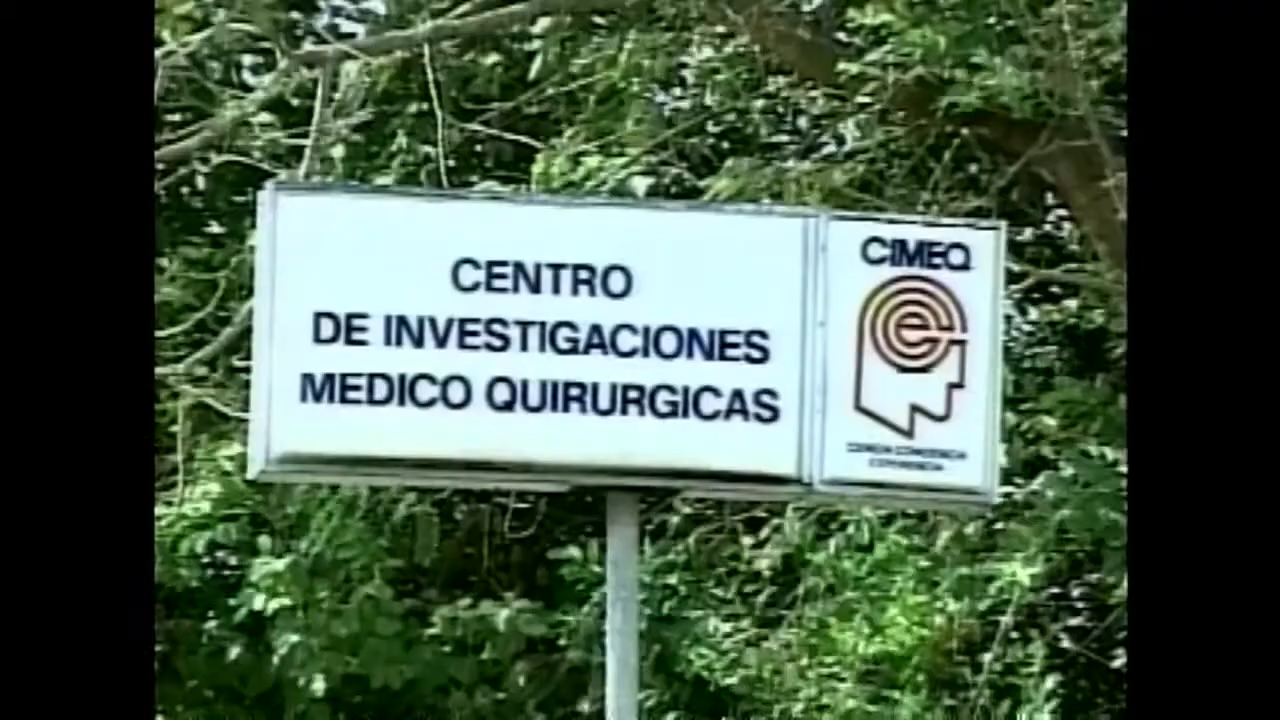 CENTRO
DE INVESTIGACIONES
MEDICO QUIRURGICAS
CIMEQ
e